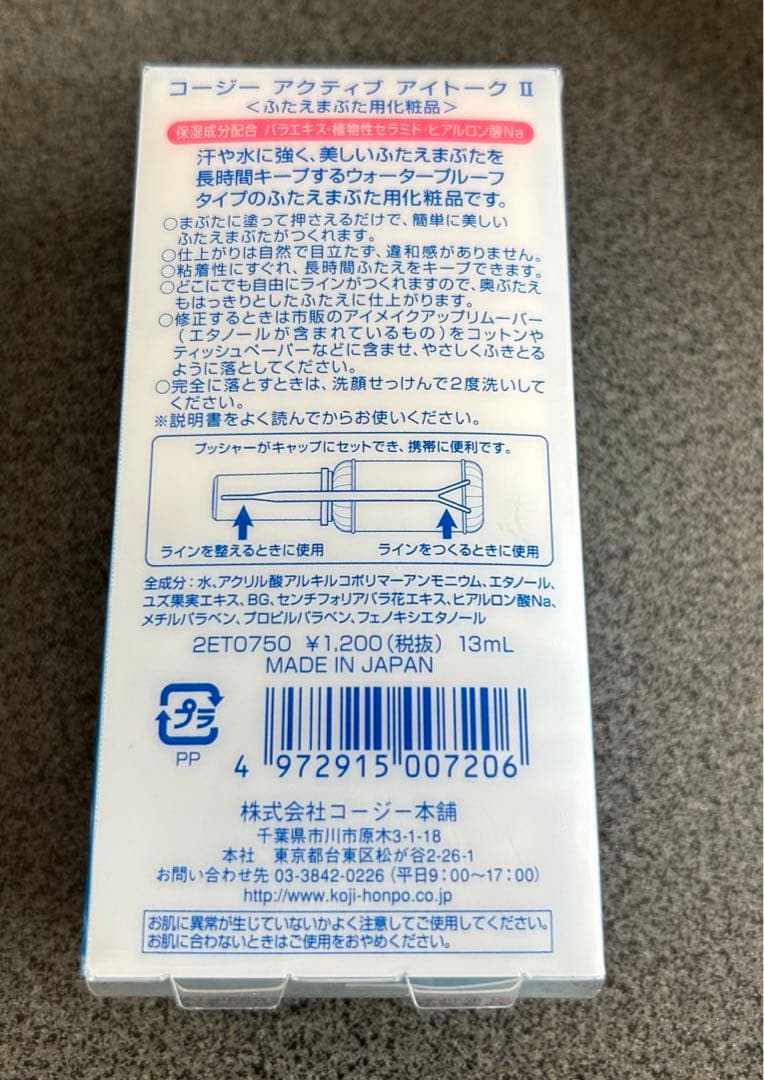 コージー アクティブ アイトーク Ⅱ
＜ふたえまぶた用化粧品＞
保湿成分配合 バラエキス・植物性セラミド・ヒアルロン酸Na
汗や水に強く、美しいふたえまぶたを
長時間キープするウォータープルーフ
タイプのふたえまぶた用化粧品です。
○まぶたに塗って押さえるだけで、簡単に美しい
ふたえまぶたがつくれます。
○仕上がりは自然で目立たず、違和感がありません。
○粘着性にすぐれ、長時間ふたえをキープできます。
○どこにでも自由にラインがつくれますので、奥ぶたえ
もはっきりとしたふたえに仕上がります。
○修正するときは市販のアイメイクアップリムーバー
(エタノールが含まれているもの)をコットンや
ティッシュペーパーなどに含ませ、やさしくふきとる
ように落としてください。
○完全に落とすときは、洗顔せっけんで2度洗いして
ください。
※説明書をよく読んでからお使いください。
プッシャーがキャップにセットでき、携帯に便利です。
ラインを整えるときに使用 ラインをつくるときに使用
全成分：水、アクリル酸アルキルコポリマーアンモニウム、エタノール、
ユズ果実エキス、BG、センチフォリアバラ花エキス、ヒアルロン酸Na、
メチルパラベン、プロピルパラベン、フェノキシエタノール
2ET0750 ¥1,200(税抜) 13mL
MADE IN JAPAN
プラ
PP
4 972915 007206
株式会社コージー本舗
千葉県市川市原木3-1-18
本社 東京都台東区松が谷2-26-1
お問い合わせ先 03-3842-0226 (平日9：00〜17：00)
http://www.koji-honpo.co.jp
お肌に異常が生じていないかよく注意してご使用してください。
お肌に合わないときはご使用をおやめください。